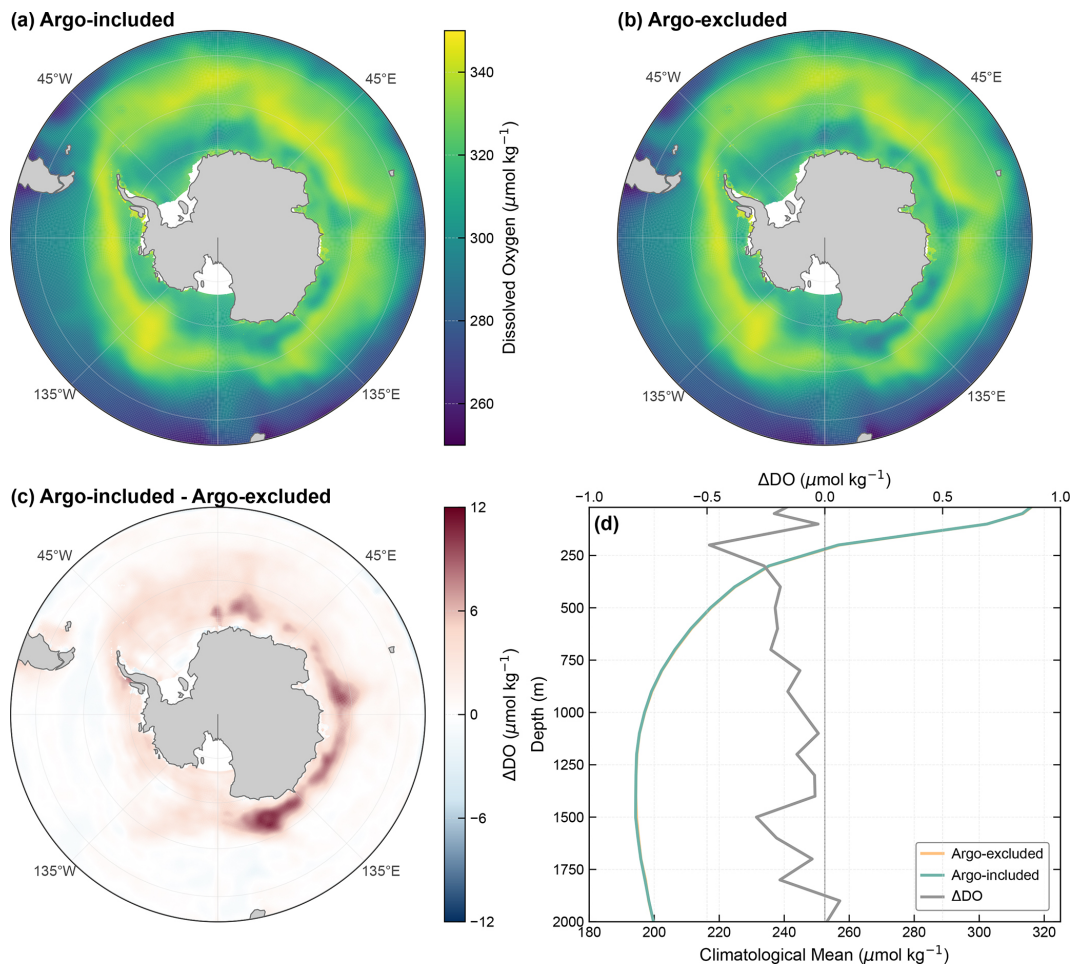 (a) Argo-included
45°W
45°E
135°W
135°E
340
320
300
280
260
Dissolved Oxygen (μmol kg⁻¹)
(b) Argo-excluded
45°W
45°E
135°W
135°E
(c) Argo-included - Argo-excluded
45°W
45°E
135°W
135°E
12
6
0
−6
−12
ΔDO (μmol kg⁻¹)
ΔDO (μmol kg⁻¹)
−1.0 −0.5 0.0 0.5 1.0
(d)
250
500
750
1000
1250
1500
1750
2000
Depth (m)
Argo-excluded
Argo-included
ΔDO
180 200 220 240 260 280 300 320
Climatological Mean (μmol kg⁻¹)